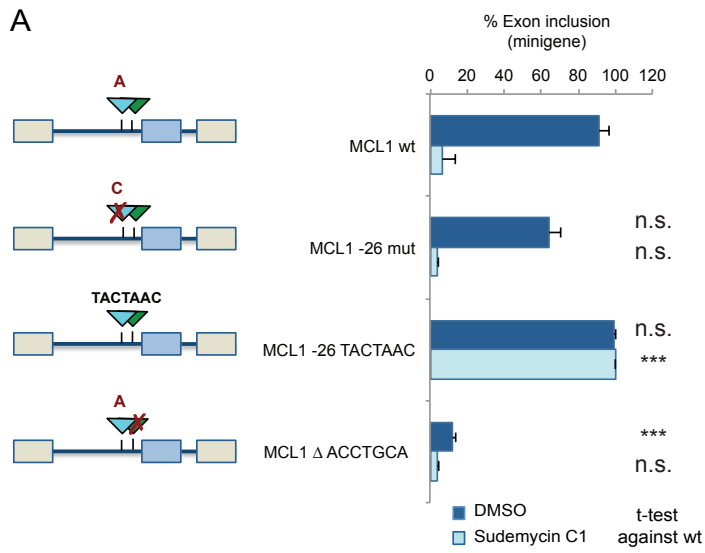 A
% Exon inclusion
(minigene)
0 20 40 60 80 100 120
A
MCL1 wt
C
MCL1 -26 mut
n.s.
n.s.
TACTAAC
MCL1 -26 TACTAAC
n.s.
***
A
MCL1 Δ ACCTGCA
***
n.s.
DMSO
Sudemycin C1
t-test
against wt